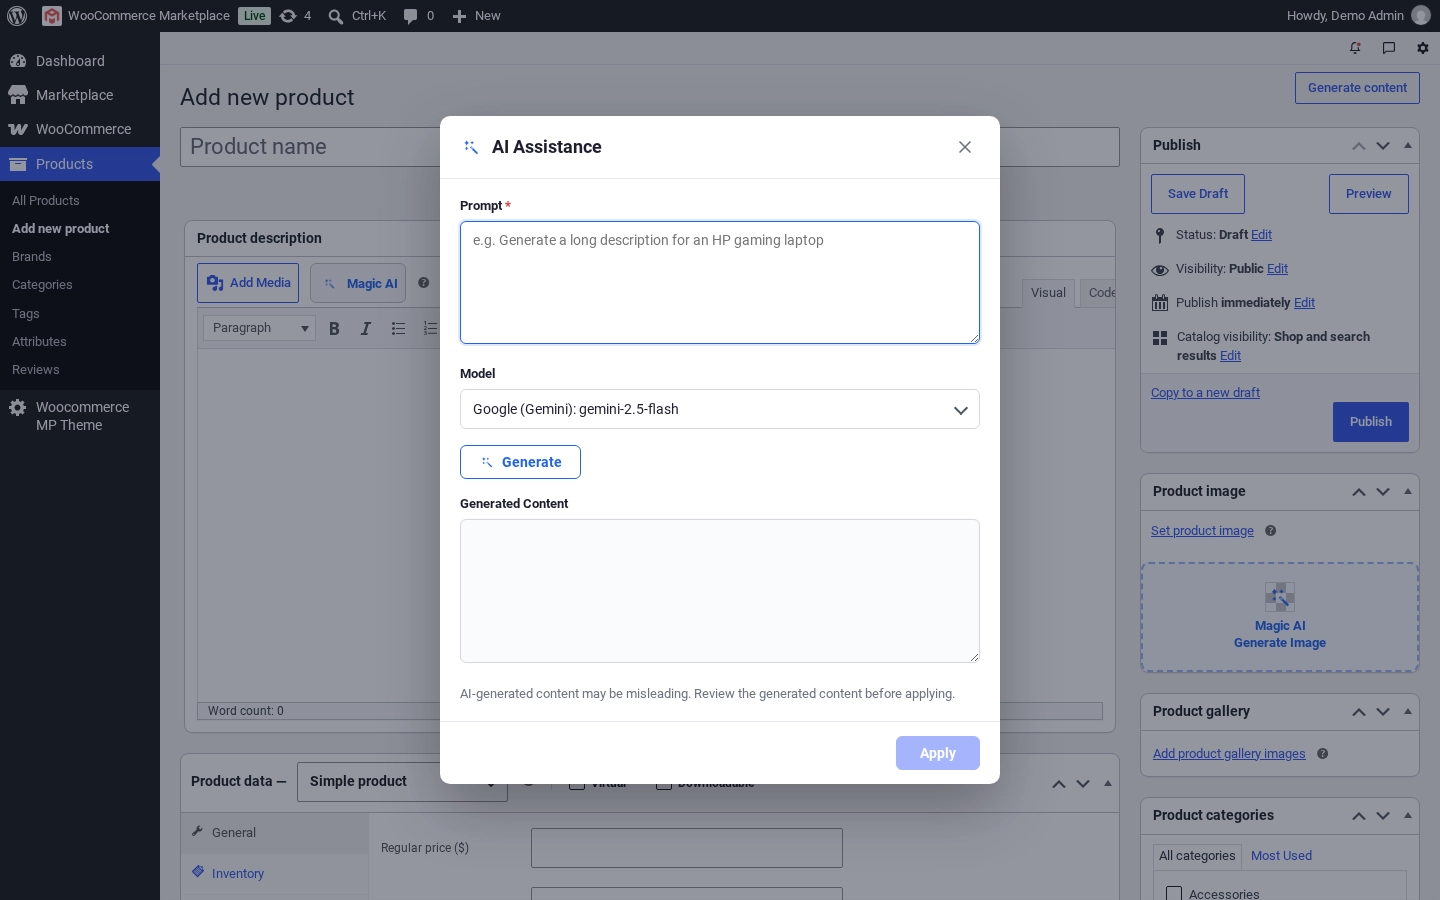 WooCommerce Marketplace Live 4 Ctrl+K 0 New
Howdy, Demo Admin
Dashboard
Marketplace
WooCommerce
Products
All Products
Add new product
Brands
Categories
Tags
Attributes
Reviews
Woocommerce
MP Theme
Add new product
Generate content
Product name
Product description
Add Media
Magic AI
Visual
Code
Paragraph
B I
Word count: 0
Product data —
Simple product
Virtual
Downloadable
General
Inventory
Regular price ($)
AI Assistance
Prompt *
e.g. Generate a long description for an HP gaming laptop
Model
Google (Gemini): gemini-2.5-flash
Generate
Generated Content
AI-generated content may be misleading. Review the generated content before applying.
Apply
Publish
Save Draft
Preview
Status: Draft Edit
Visibility: Public Edit
Publish immediately Edit
Catalog visibility: Shop and search
results Edit
Copy to a new draft
Publish
Product image
Set product image
Magic AI
Generate Image
Product gallery
Add product gallery images
Product categories
All categories
Most Used
Accessories